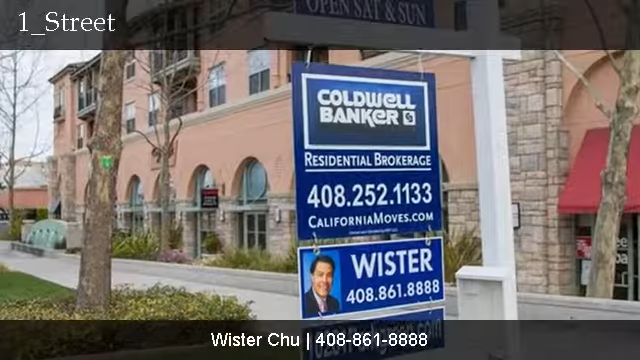 1_Street
OPEN SAT & SUN
COLDWELL
BANKER
RESIDENTIAL BROKERAGE
408.252.1133
CALIFORNIAMOVES.COM
WISTER
408.861.8888
Wister Chu | 408-861-8888